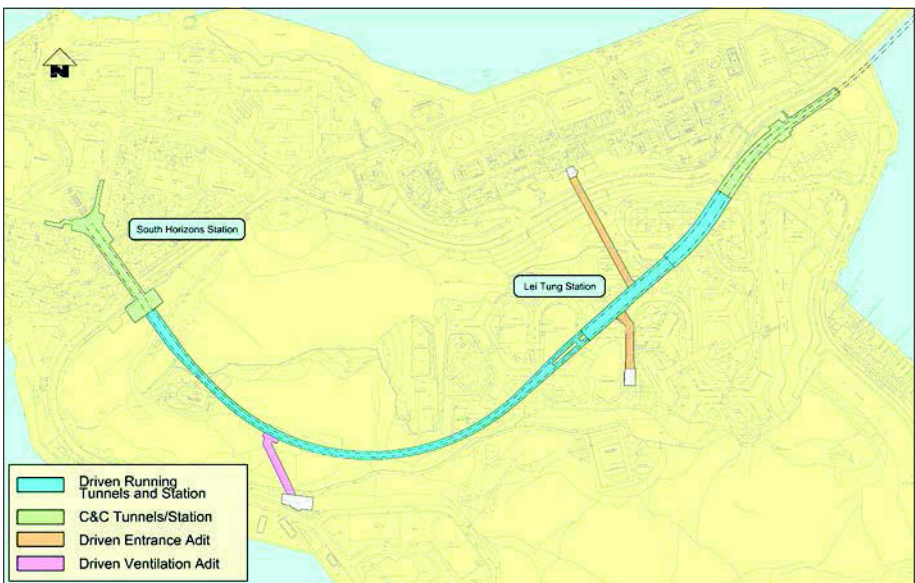 N
South Horizons Station
Lei Tung Station
Driven Running
Tunnels and Station
C&C Tunnels/Station
Driven Entrance Adit
Driven Ventilation Adit